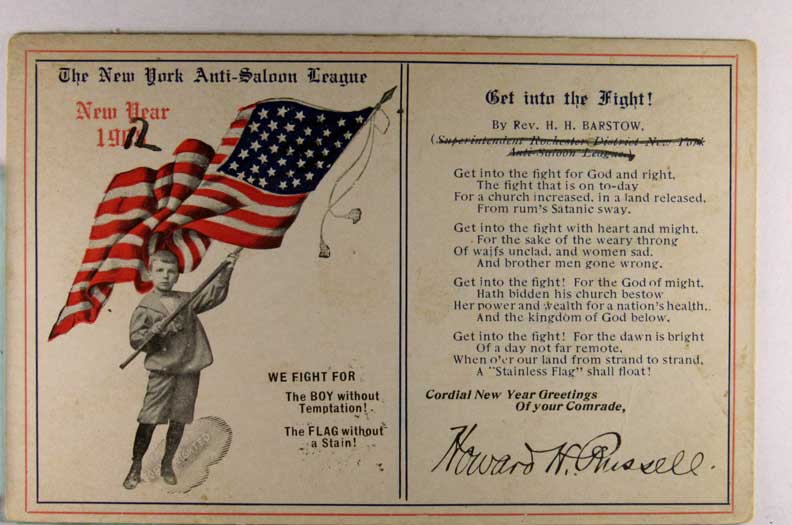 The New York Anti-Saloon League
New Year
1912
WE FIGHT FOR
The BOY without
Temptation!
The FLAG without
a Stain!
Get into the Fight!
By Rev. H. H. BARSTOW,
(Superintendent Rochester District New York
Anti-Saloon League.)
Get into the fight for God and right,
The fight that is on to-day
For a church increased, in a land released,
From rum's Satanic sway.
Get into the fight with heart and might,
For the sake of the weary throng
Of waifs unclad, and women sad,
And brother men gone wrong.
Get into the fight! For the God of might,
Hath bidden his church bestow
Her power and wealth for a nation's health,
And the kingdom of God below.
Get into the fight! For the dawn is bright
Of a day not far remote,
When o'er our land from strand to strand,
A "Stainless Flag" shall float!
Cordial New Year Greetings
Of your Comrade,
Howard H. Russell.